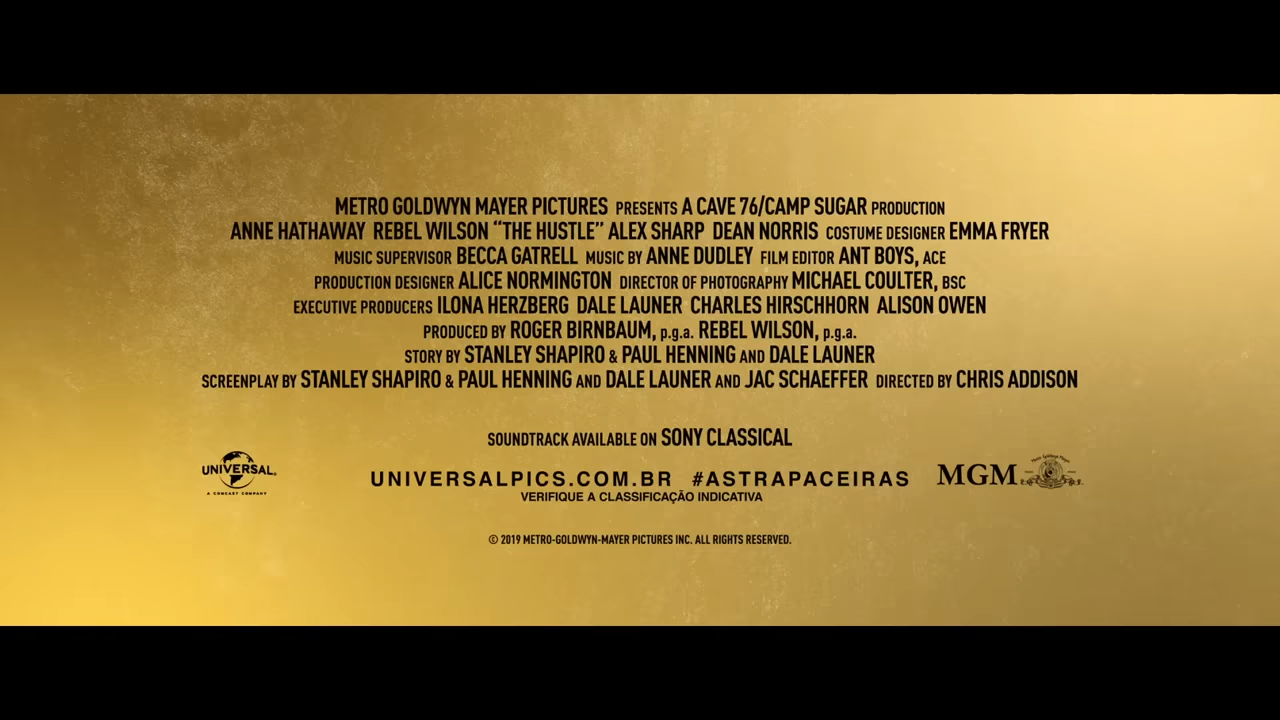 METRO GOLDWYN MAYER PICTURES PRESENTS A CAVE 76/CAMP SUGAR PRODUCTION
ANNE HATHAWAY REBEL WILSON “THE HUSTLE” ALEX SHARP DEAN NORRIS COSTUME DESIGNER EMMA FRYER
MUSIC SUPERVISOR BECCA GATRELL MUSIC BY ANNE DUDLEY FILM EDITOR ANT BOYS, ACE
PRODUCTION DESIGNER ALICE NORMINGTON DIRECTOR OF PHOTOGRAPHY MICHAEL COULTER, BSC
EXECUTIVE PRODUCERS ILONA HERZBERG DALE LAUNER CHARLES HIRSCHHORN ALISON OWEN
PRODUCED BY ROGER BIRNBAUM, p.g.a. REBEL WILSON, p.g.a.
STORY BY STANLEY SHAPIRO & PAUL HENNING AND DALE LAUNER
SCREENPLAY BY STANLEY SHAPIRO & PAUL HENNING AND DALE LAUNER AND JAC SCHAEFFER DIRECTED BY CHRIS ADDISON
SOUNDTRACK AVAILABLE ON SONY CLASSICAL
UNIVERSAL
A COMCAST COMPANY
UNIVERSALPICS.COM.BR #ASTRAPACEIRAS
VERIFIQUE A CLASSIFICAÇÃO INDICATIVA
MGM
Metro Goldwyn Mayer
© 2019 METRO-GOLDWYN-MAYER PICTURES INC. ALL RIGHTS RESERVED.